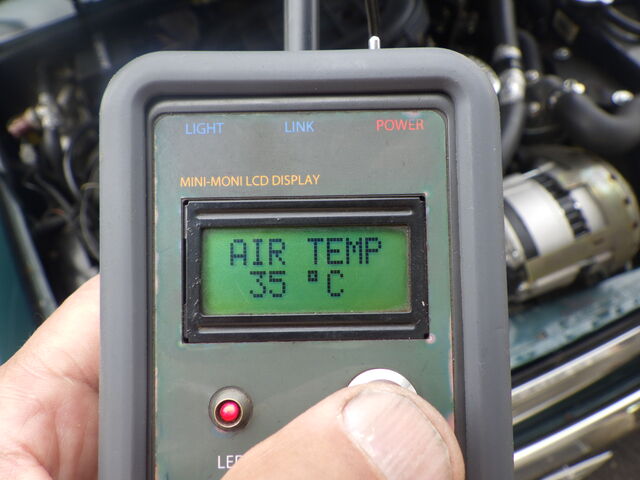 LIGHT LINK POWER
MINI-MONI LCD DISPLAY
AIR TEMP
35 °C